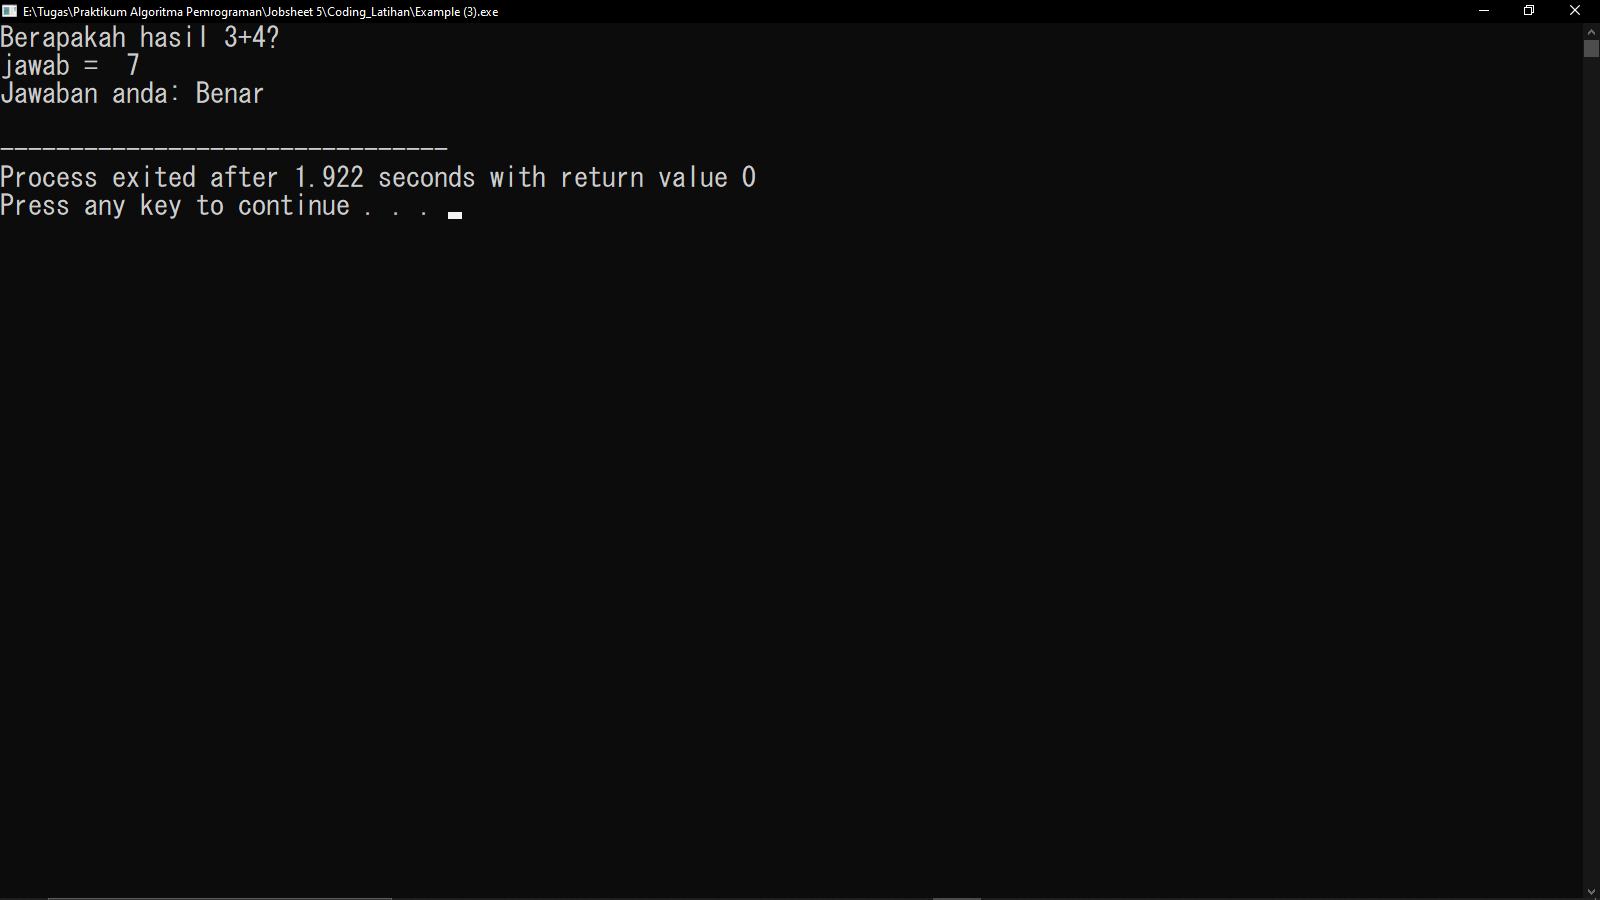 E:\Tugas\Praktikum Algoritma Pemrograman\Jobsheet 5\Coding_Latihan\Example (3).exe
Berapakah hasil 3+4?
jawab =  7
Jawaban anda: Benar
--------------------------------
Process exited after 1.922 seconds with return value 0
Press any key to continue . . .